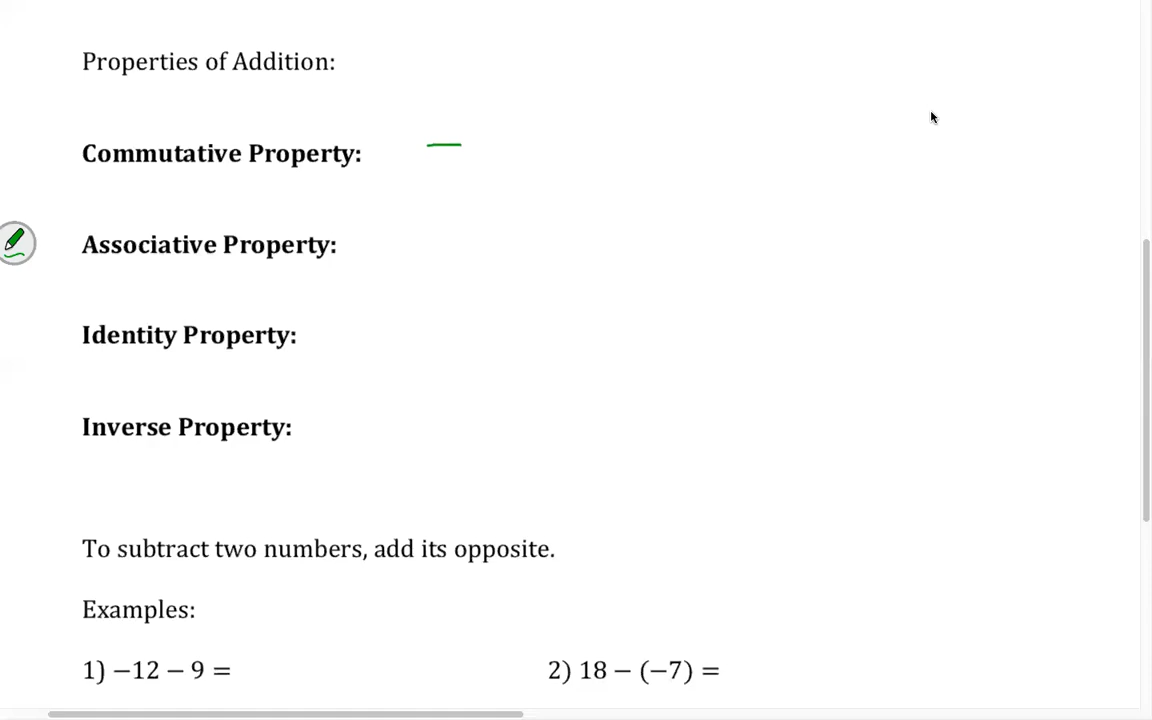 Properties of Addition:
Commutative Property:
Associative Property:
Identity Property:
Inverse Property:
To subtract two numbers, add its opposite.
Examples:
1) −12 − 9 =
2) 18 − (−7) =